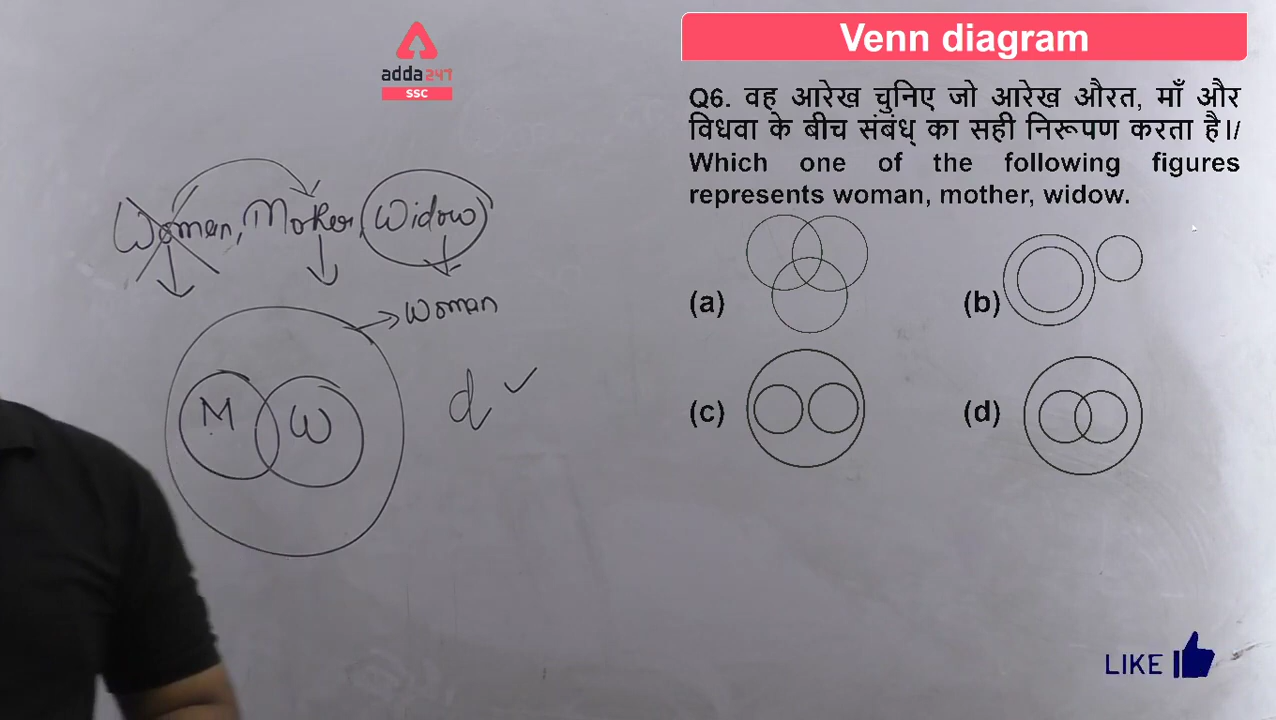 adda247
SSC
Venn diagram
Q6. वह आरेख चुनिए जो आरेख औरत, माँ और
विधवा के बीच संबंध् का सही निरूपण करता है।/
Which one of the following figures
represents woman, mother, widow.
(a)
(b)
(c)
(d)
Women, Mother, Widow
Woman
M
W
d
LIKE